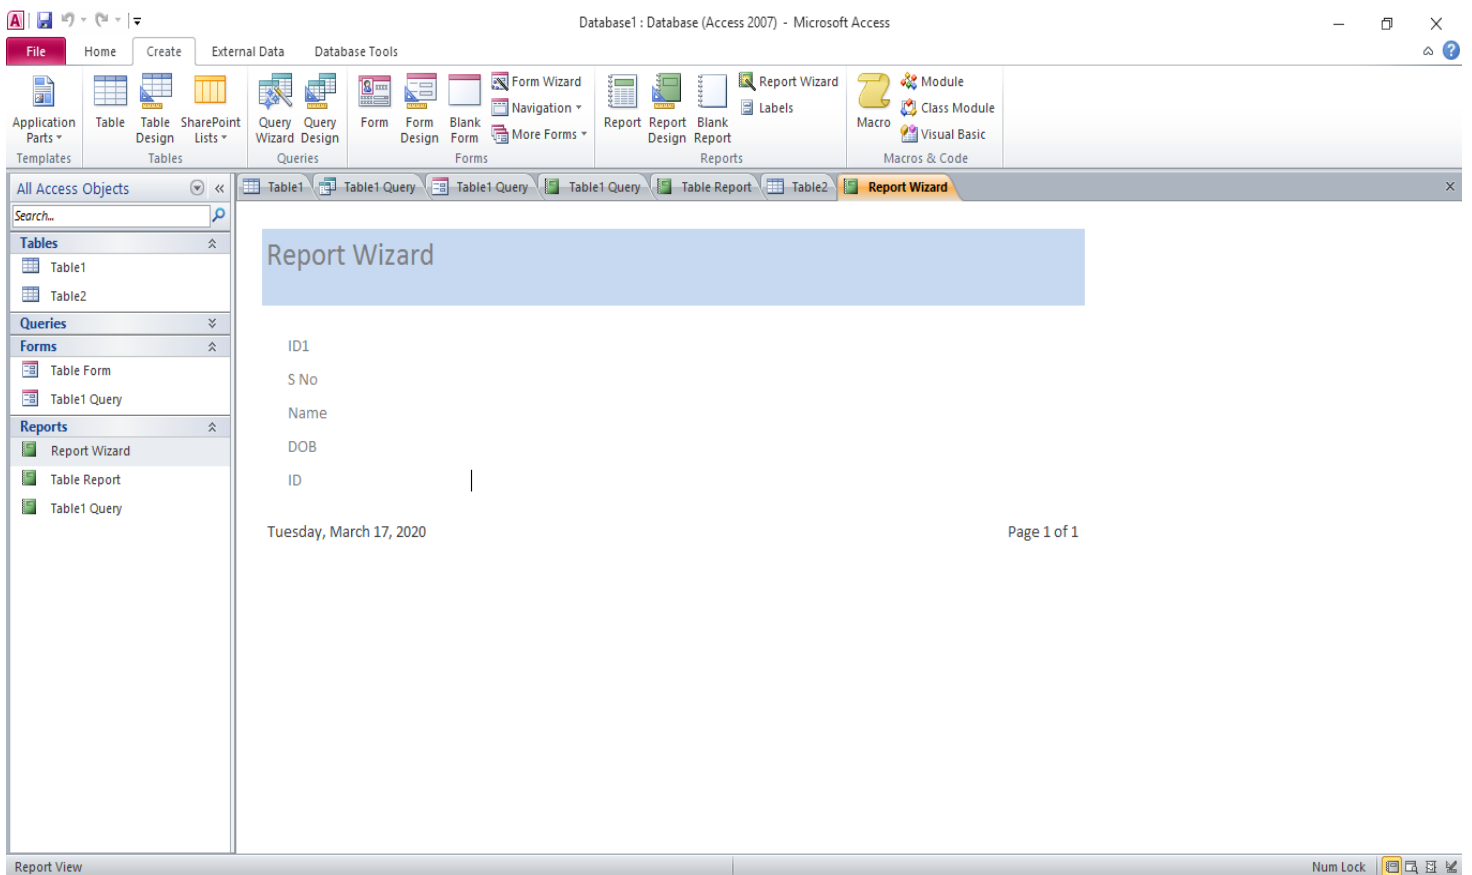 Database1 : Database (Access 2007) - Microsoft Access
File Home Create External Data Database Tools
Application Parts
Table
Table Design
SharePoint Lists
Query Wizard
Query Design
Form
Form Design
Blank Form
Form Wizard
Navigation
More Forms
Report
Report Design
Blank Report
Report Wizard
Labels
Macro
Module
Class Module
Visual Basic
Templates Tables Queries Forms Reports Macros & Code
All Access Objects
Search...
Tables
Table1
Table2
Queries
Forms
Table Form
Table1 Query
Reports
Report Wizard
Table Report
Table1 Query
Table1 Table1 Query Table1 Query Table1 Query Table Report Table2 Report Wizard
Report Wizard
ID1
S No
Name
DOB
ID
Tuesday, March 17, 2020 Page 1 of 1
Report View Num Lock